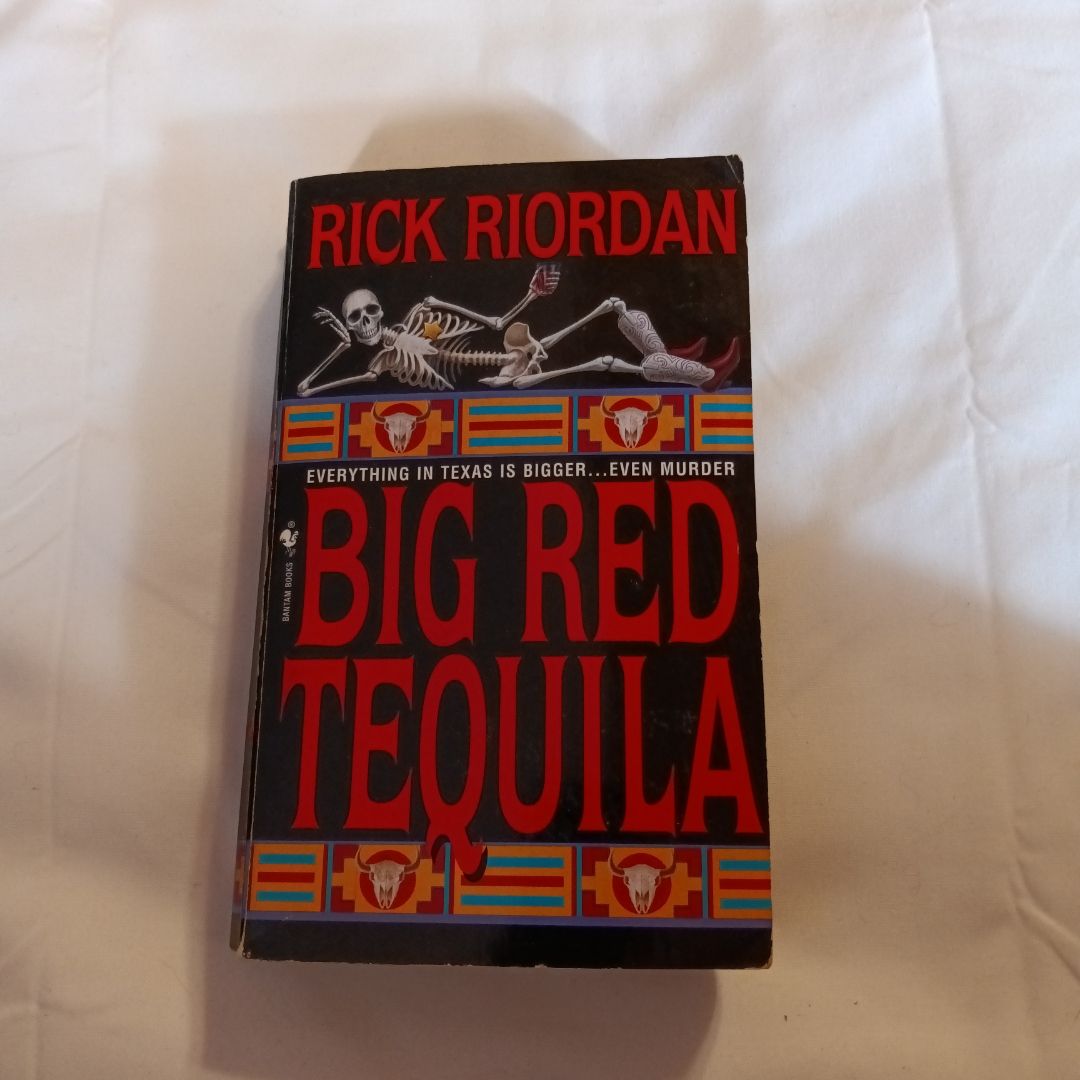 RICK RIORDAN
EVERYTHING IN TEXAS IS BIGGER...EVEN MURDER
BIG RED
TEQUILA
BANTAM BOOKS
®